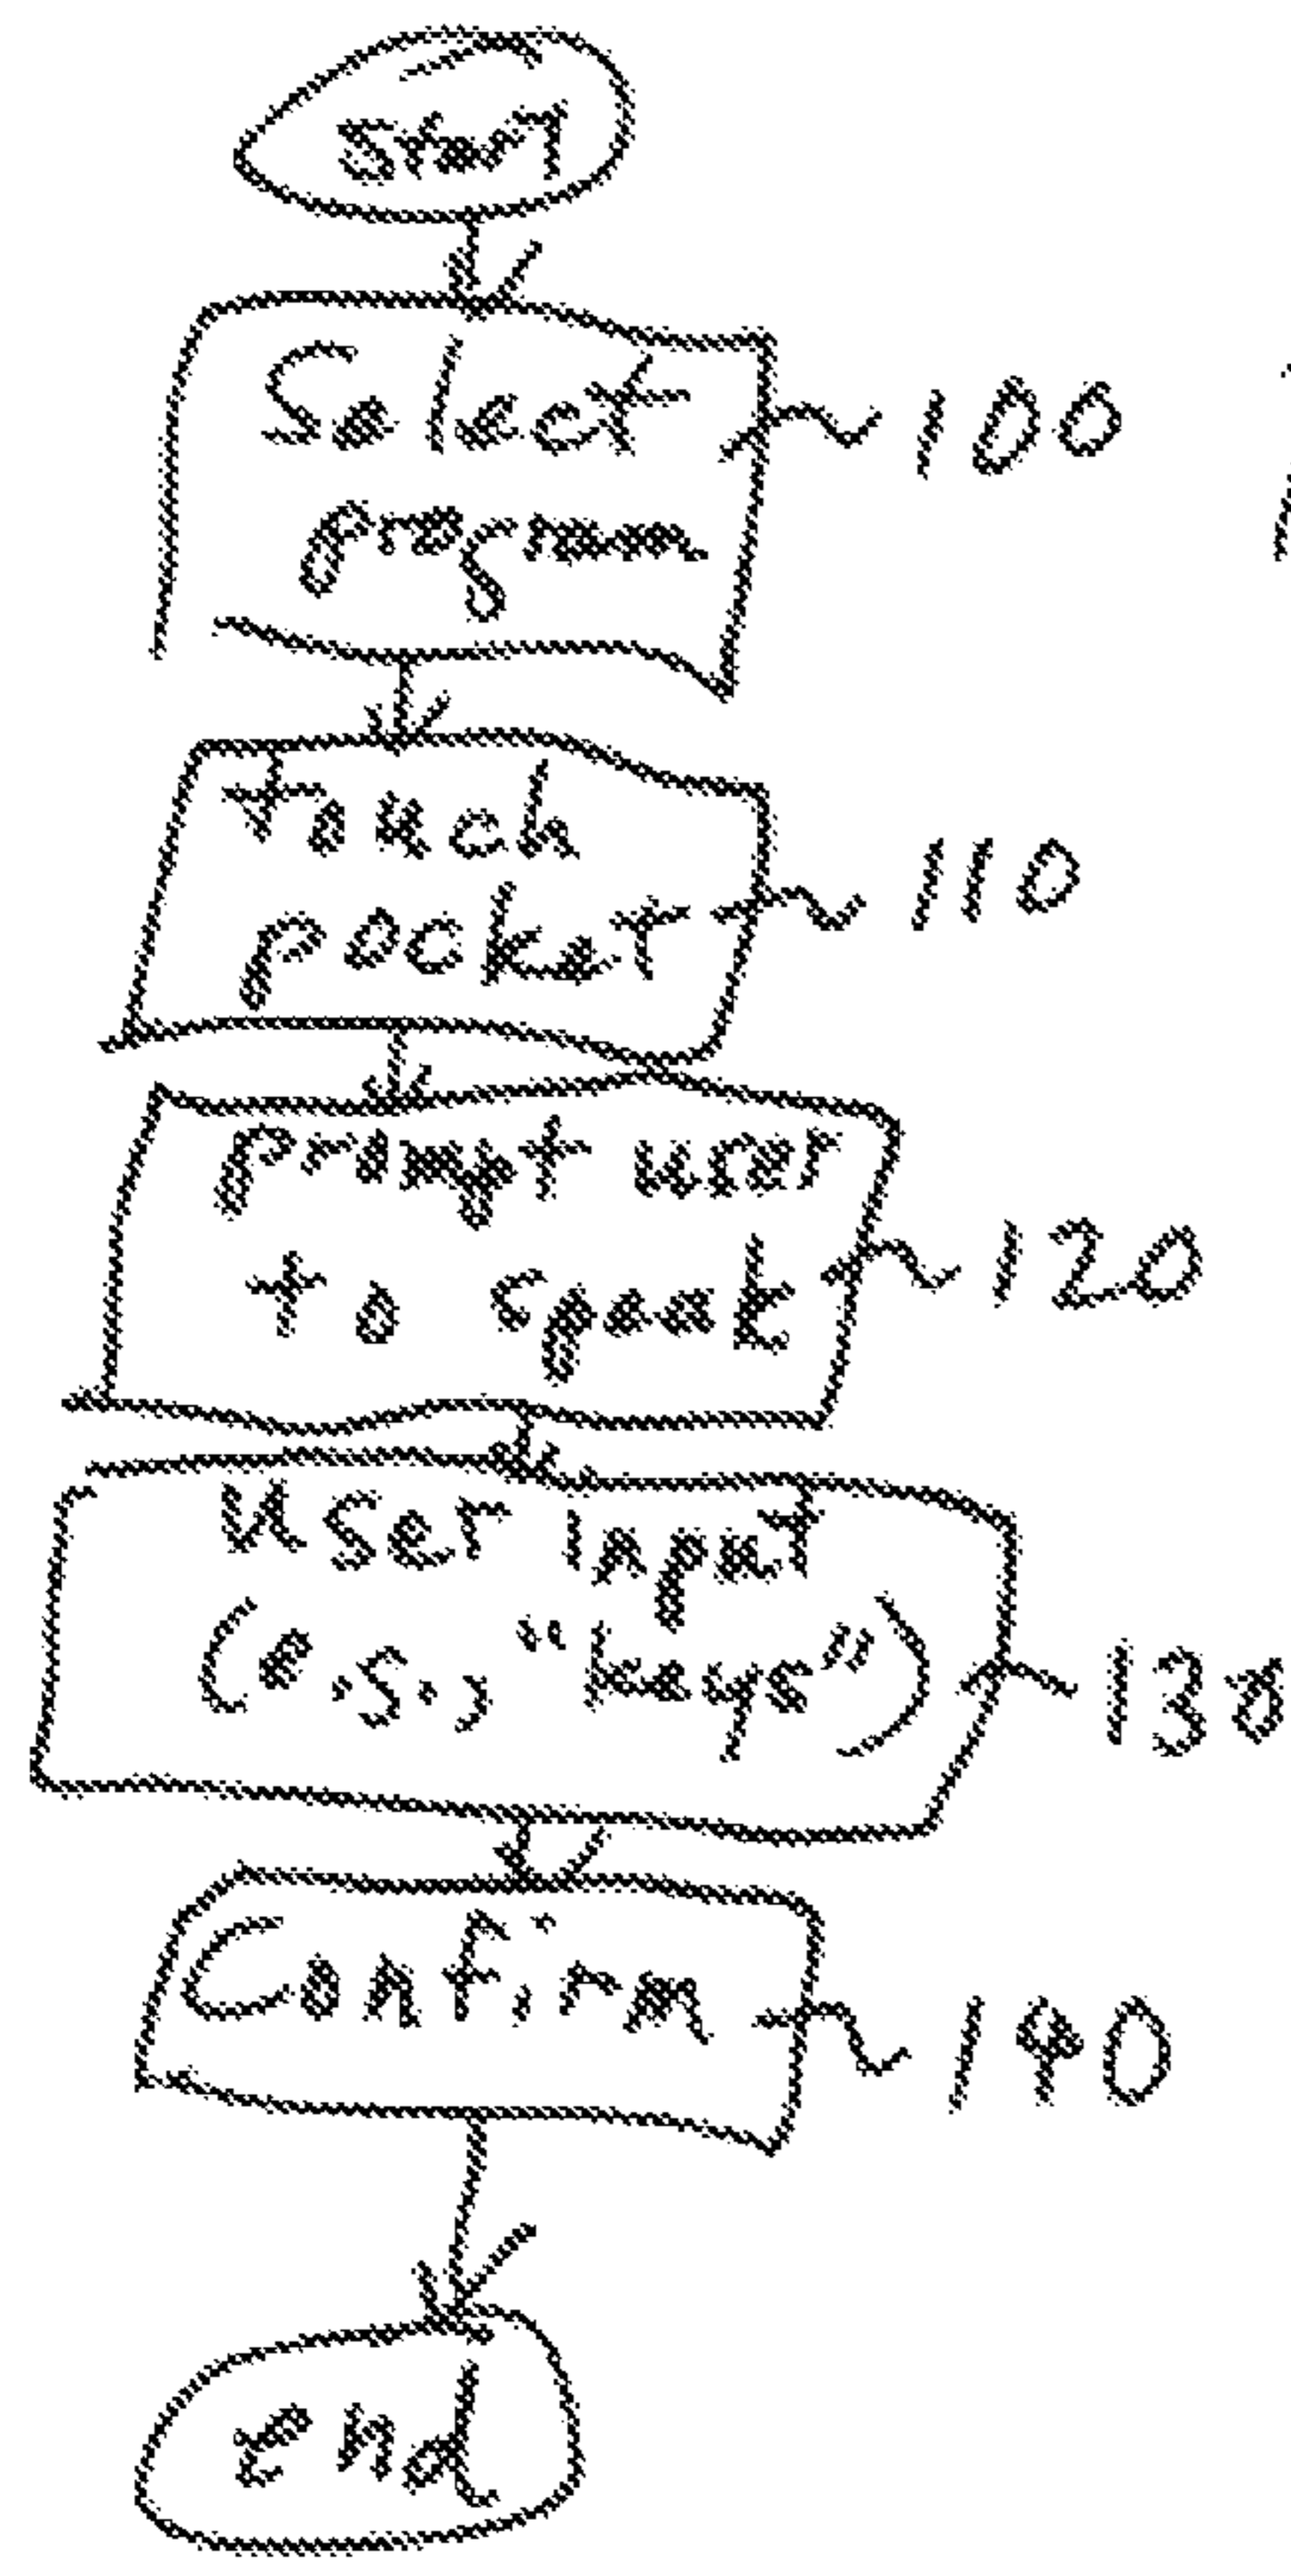 Start
Select
program
100
Touch
pocket
110
prompt user
to speak
120
User input
(e.g., "keys")
130
Confirm
140
end